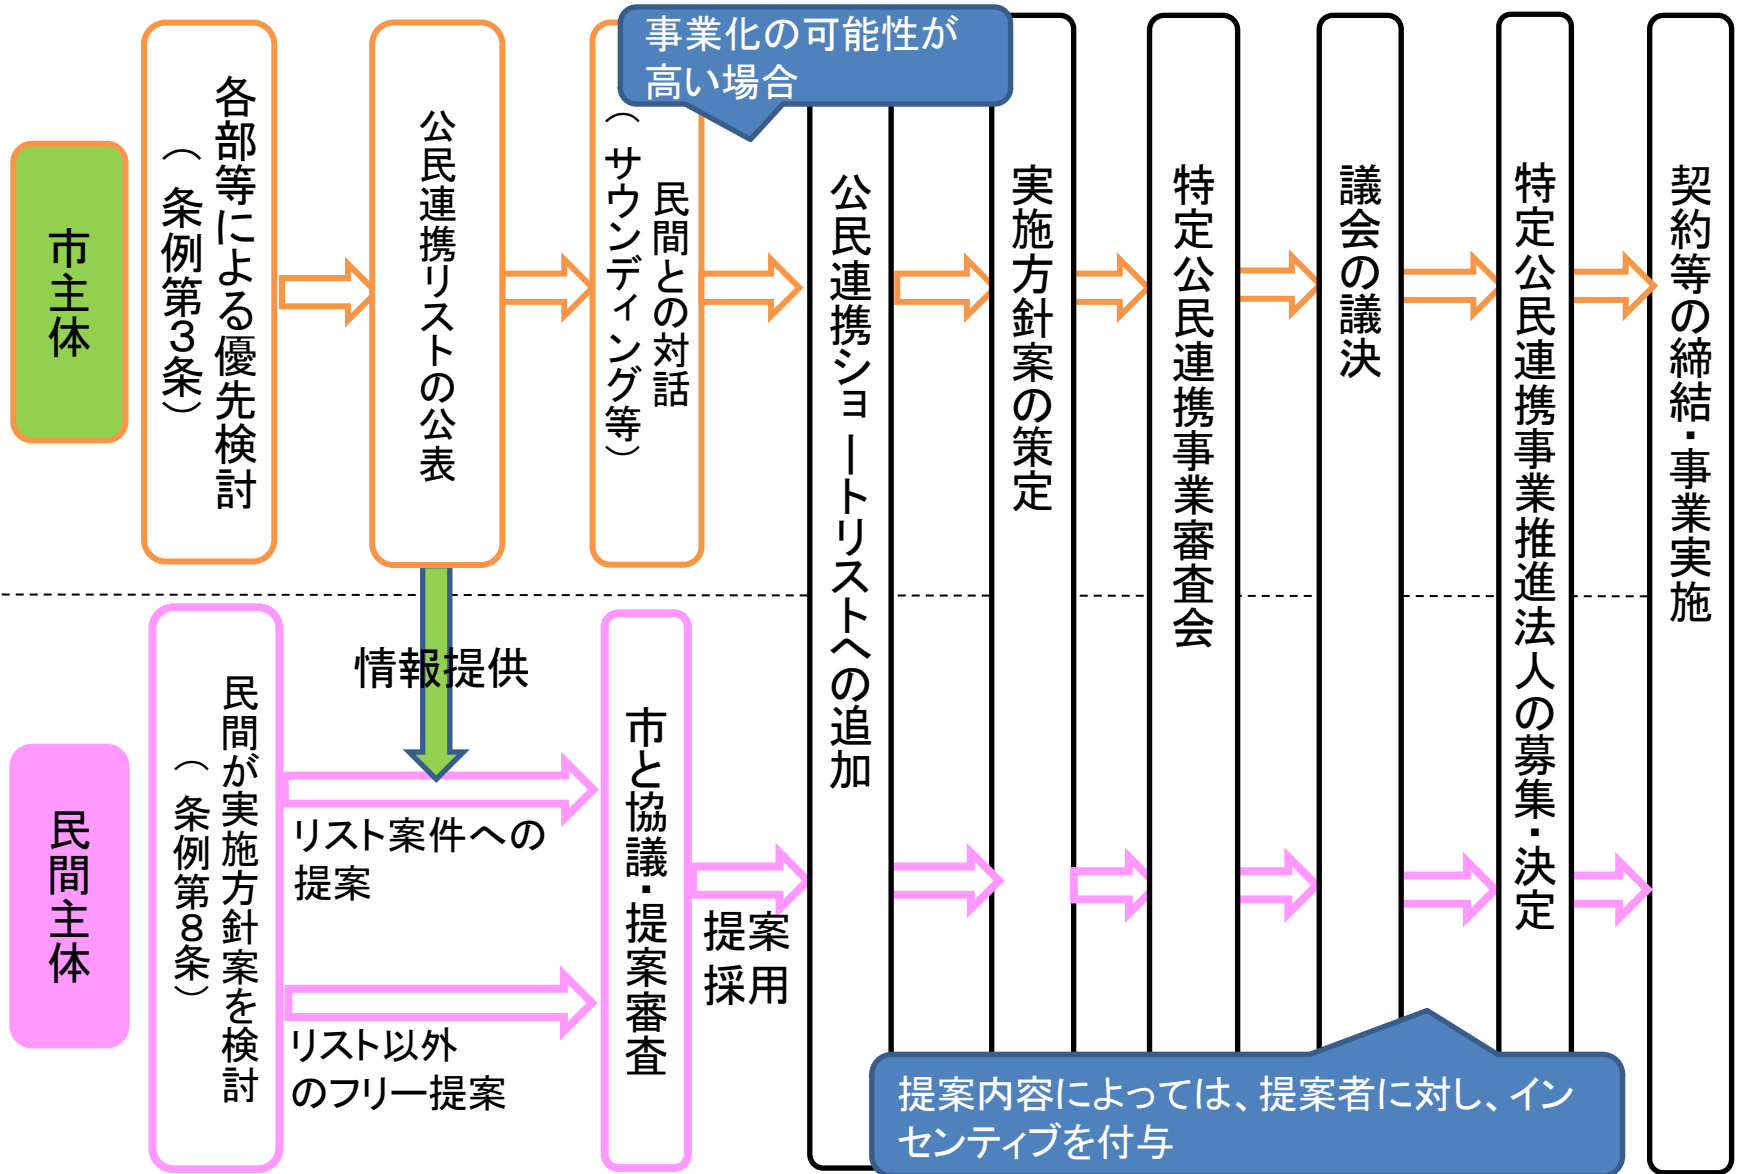 事業化の可能性が
高い場合
市主体
各部等による優先検討
（条例第３条）
公民連携リストの公表
民間との対話
（サウンディング等）
公民連携ショートリストへの追加
実施方針案の策定
特定公民連携事業審査会
議会の議決
特定公民連携事業推進法人の募集・決定
契約等の締結・事業実施
情報提供
民間主体
民間が実施方針案を検討
（条例第８条）
リスト案件への
提案
リスト以外
のフリー提案
市と協議・提案審査
提案
採用
提案内容によっては、提案者に対し、イン
センティブを付与